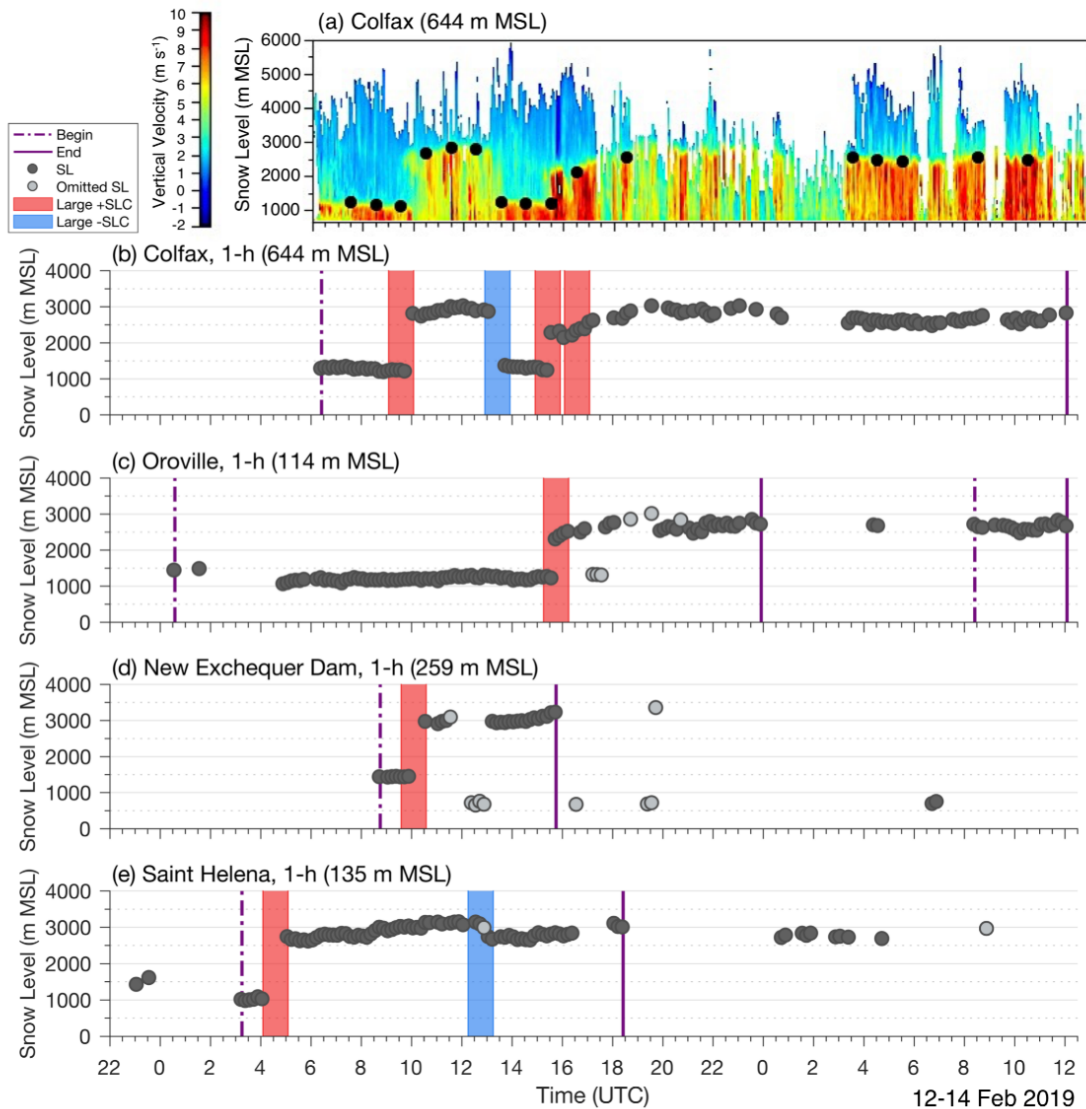 (a) Colfax (644 m MSL)
Vertical Velocity (m s⁻¹)
10
9
8
7
6
5
4
3
2
1
0
-1
-2
Snow Level (m MSL)
6000
5000
4000
3000
2000
1000
Begin
End
SL
Omitted SL
Large +SLC
Large -SLC
(b) Colfax, 1-h (644 m MSL)
Snow Level (m MSL)
4000
3000
2000
1000
0
(c) Oroville, 1-h (114 m MSL)
Snow Level (m MSL)
4000
3000
2000
1000
0
(d) New Exchequer Dam, 1-h (259 m MSL)
Snow Level (m MSL)
4000
3000
2000
1000
0
(e) Saint Helena, 1-h (135 m MSL)
Snow Level (m MSL)
4000
3000
2000
1000
0
22 0 2 4 6 8 10 12 14 16 18 20 22 0 2 4 6 8 10 12
Time (UTC)
12-14 Feb 2019